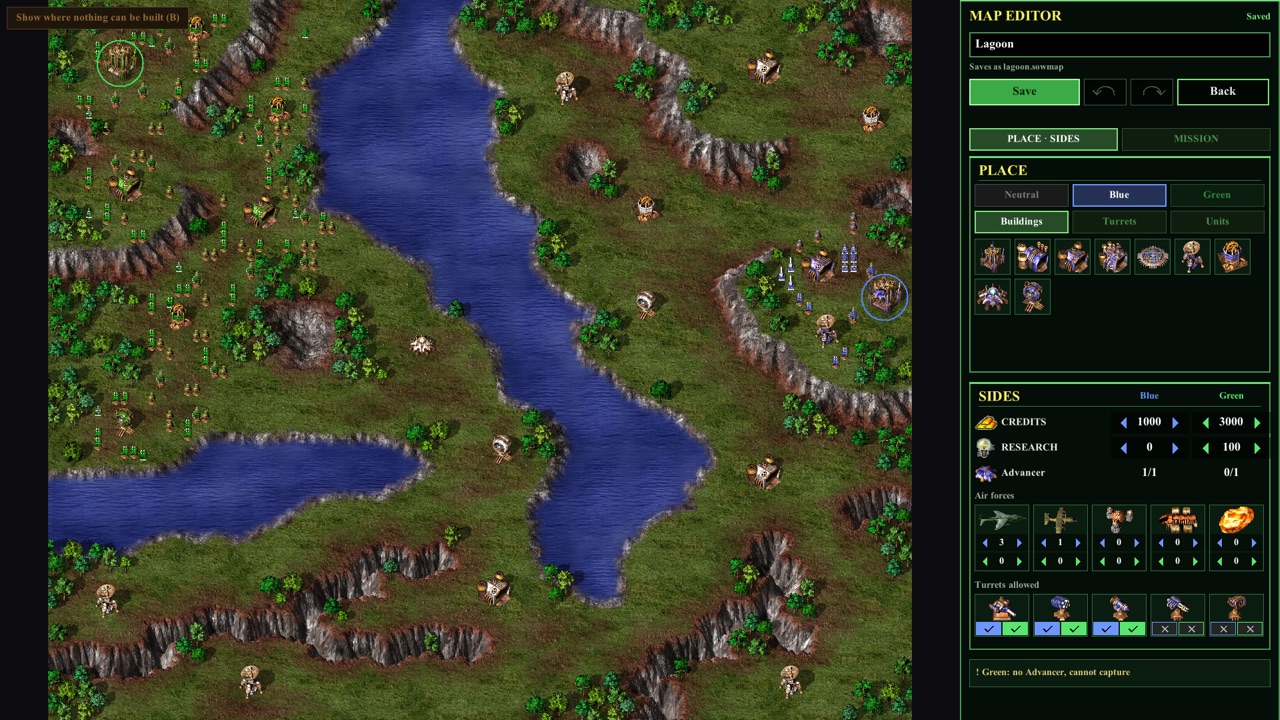 Show where nothing can be built (B)
MAP EDITOR
Saved
Lagoon
Saves as lagoon.sowmap
Save
Back
PLACE · SIDES
MISSION
PLACE
Neutral
Blue
Green
Buildings
Turrets
Units
SIDES
Blue
Green
CREDITS
1000
3000
RESEARCH
0
100
Advancer
1/1
0/1
Air forces
3
1
0
0
0
0
0
0
0
0
Turrets allowed
! Green: no Advancer, cannot capture